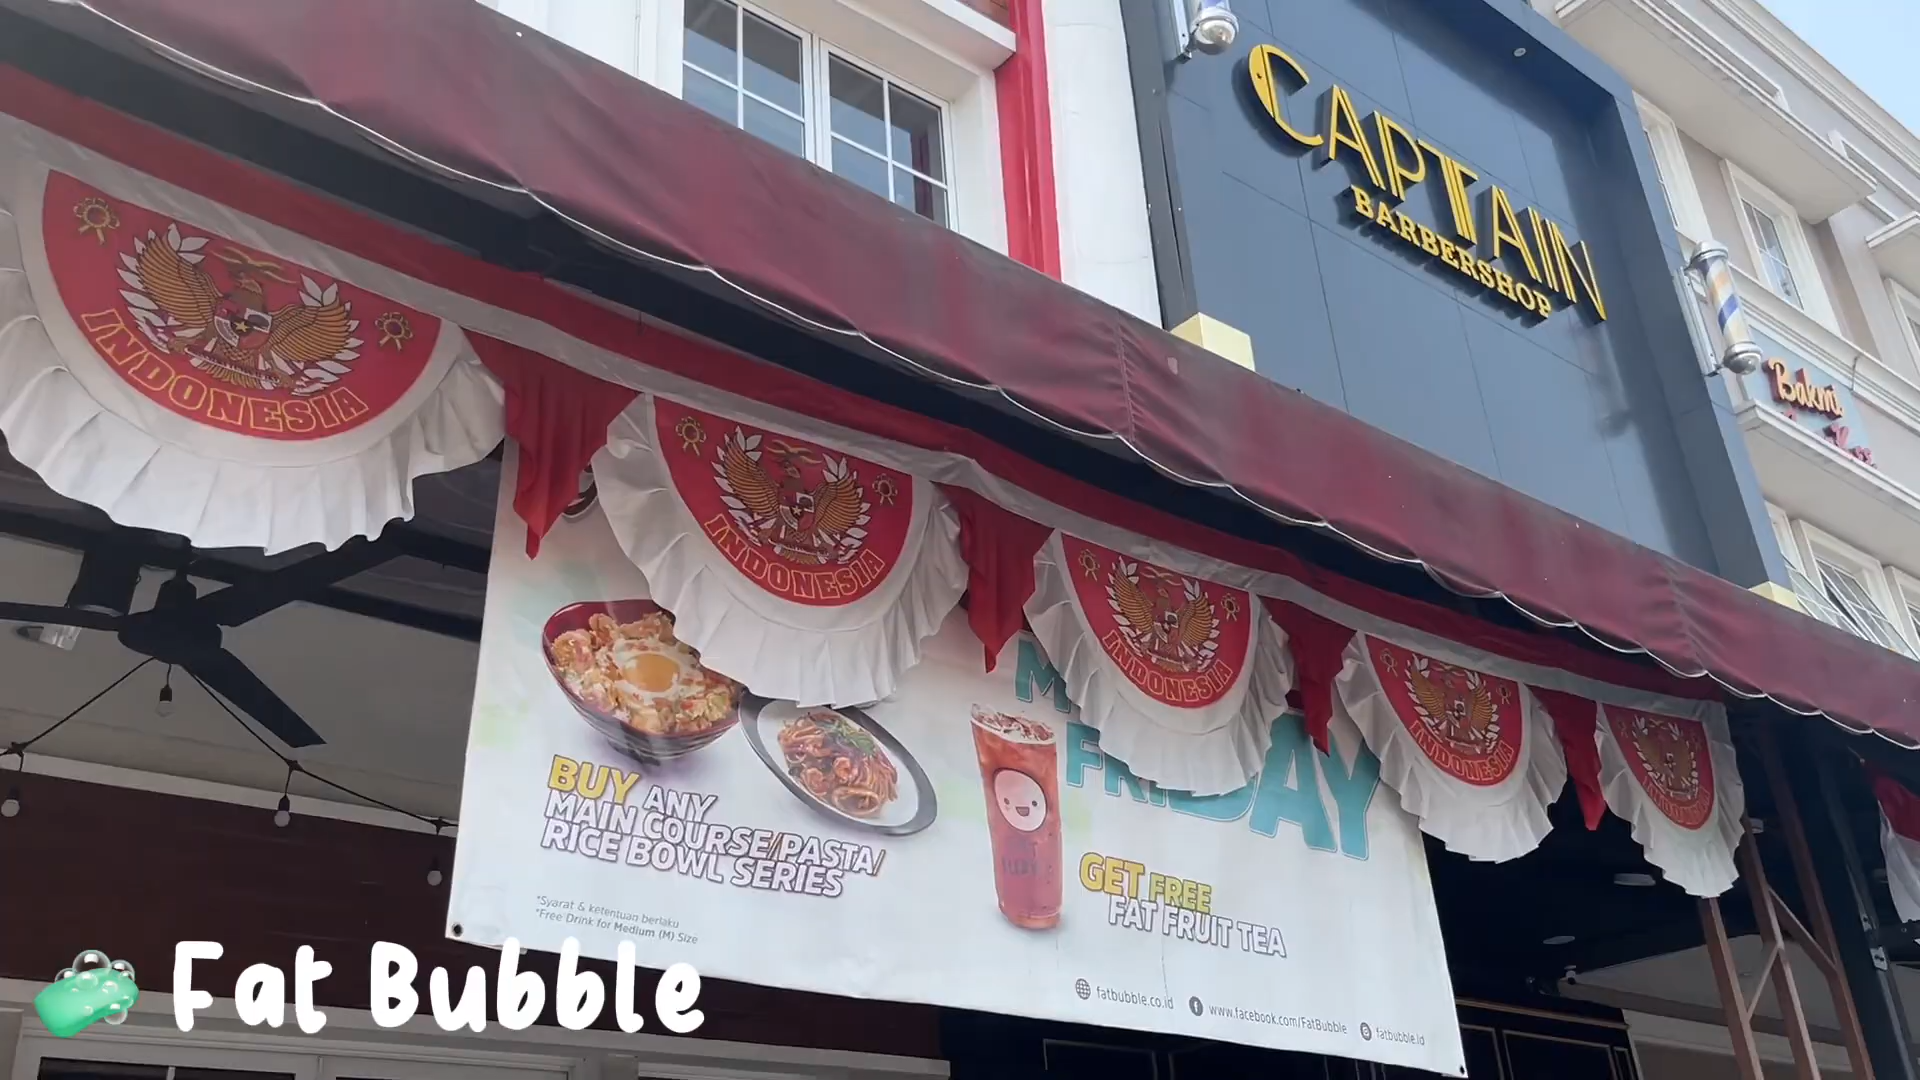 CAPTAIN
BARBERSHOP
Bakmi
INDONESIA
INDONESIA
INDONESIA
INDONESIA
INDONESIA
FRIDAY
BUY ANY
MAIN COURSE/PASTA/
RICE BOWL SERIES
*Syarat & ketentuan berlaku
*Free Drink for Medium (M) Size
GET FREE
FAT FRUIT TEA
fatbubble.co.id
www.facebook.com/FatBubble
fatbubble.id
Fat Bubble